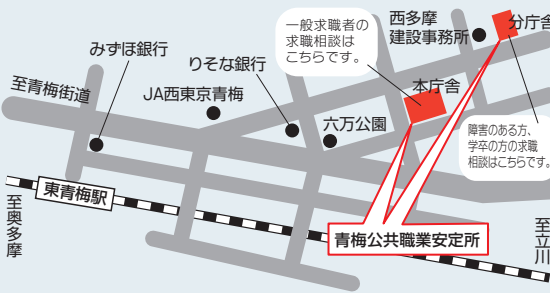 一般求職者の
求職相談は
こちらです。
西多摩
建設事務所
分庁舎
みずほ銀行
りそな銀行
至青梅街道
JA西東京青梅
本庁舎
六万公園
障害のある方、
学卒の方の求職
相談はこちらです。
東青梅駅
至奥多摩
青梅公共職業安定所
至立川